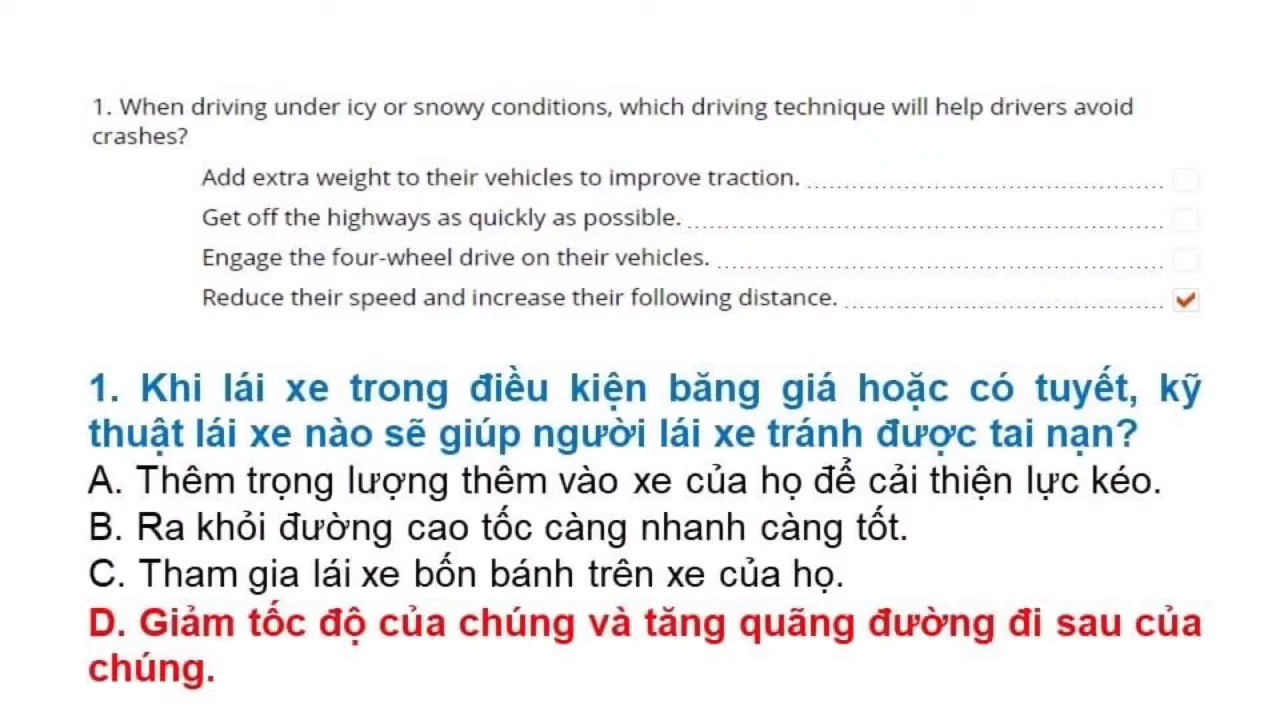 1. When driving under icy or snowy conditions, which driving technique will help drivers avoid
crashes?
Add extra weight to their vehicles to improve traction.
Get off the highways as quickly as possible.
Engage the four-wheel drive on their vehicles.
Reduce their speed and increase their following distance.
1. Khi lái xe trong điều kiện băng giá hoặc có tuyết, kỹ
thuật lái xe nào sẽ giúp người lái xe tránh được tai nạn?
A. Thêm trọng lượng thêm vào xe của họ để cải thiện lực kéo.
B. Ra khỏi đường cao tốc càng nhanh càng tốt.
C. Tham gia lái xe bốn bánh trên xe của họ.
D. Giảm tốc độ của chúng và tăng quãng đường đi sau của
chúng.